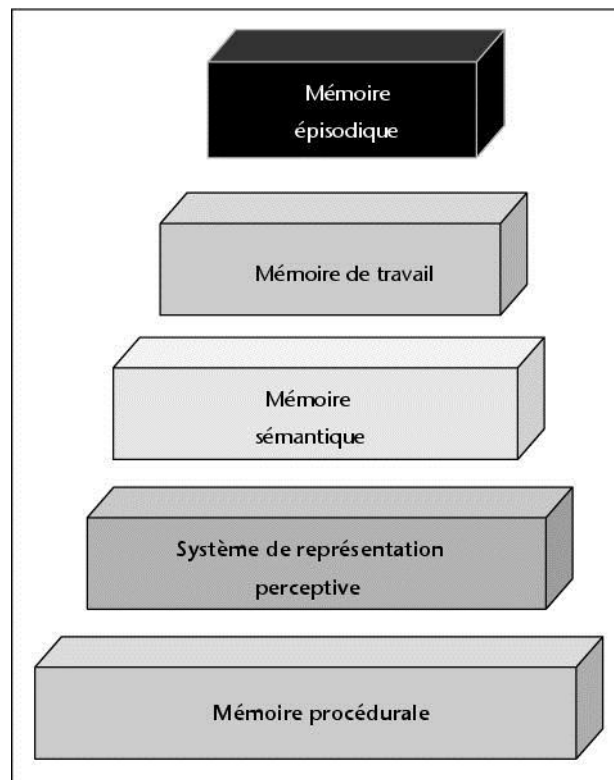 Mémoire
épisodique
Mémoire de travail
Mémoire
sémantique
Système de représentation
perceptive
Mémoire procédurale